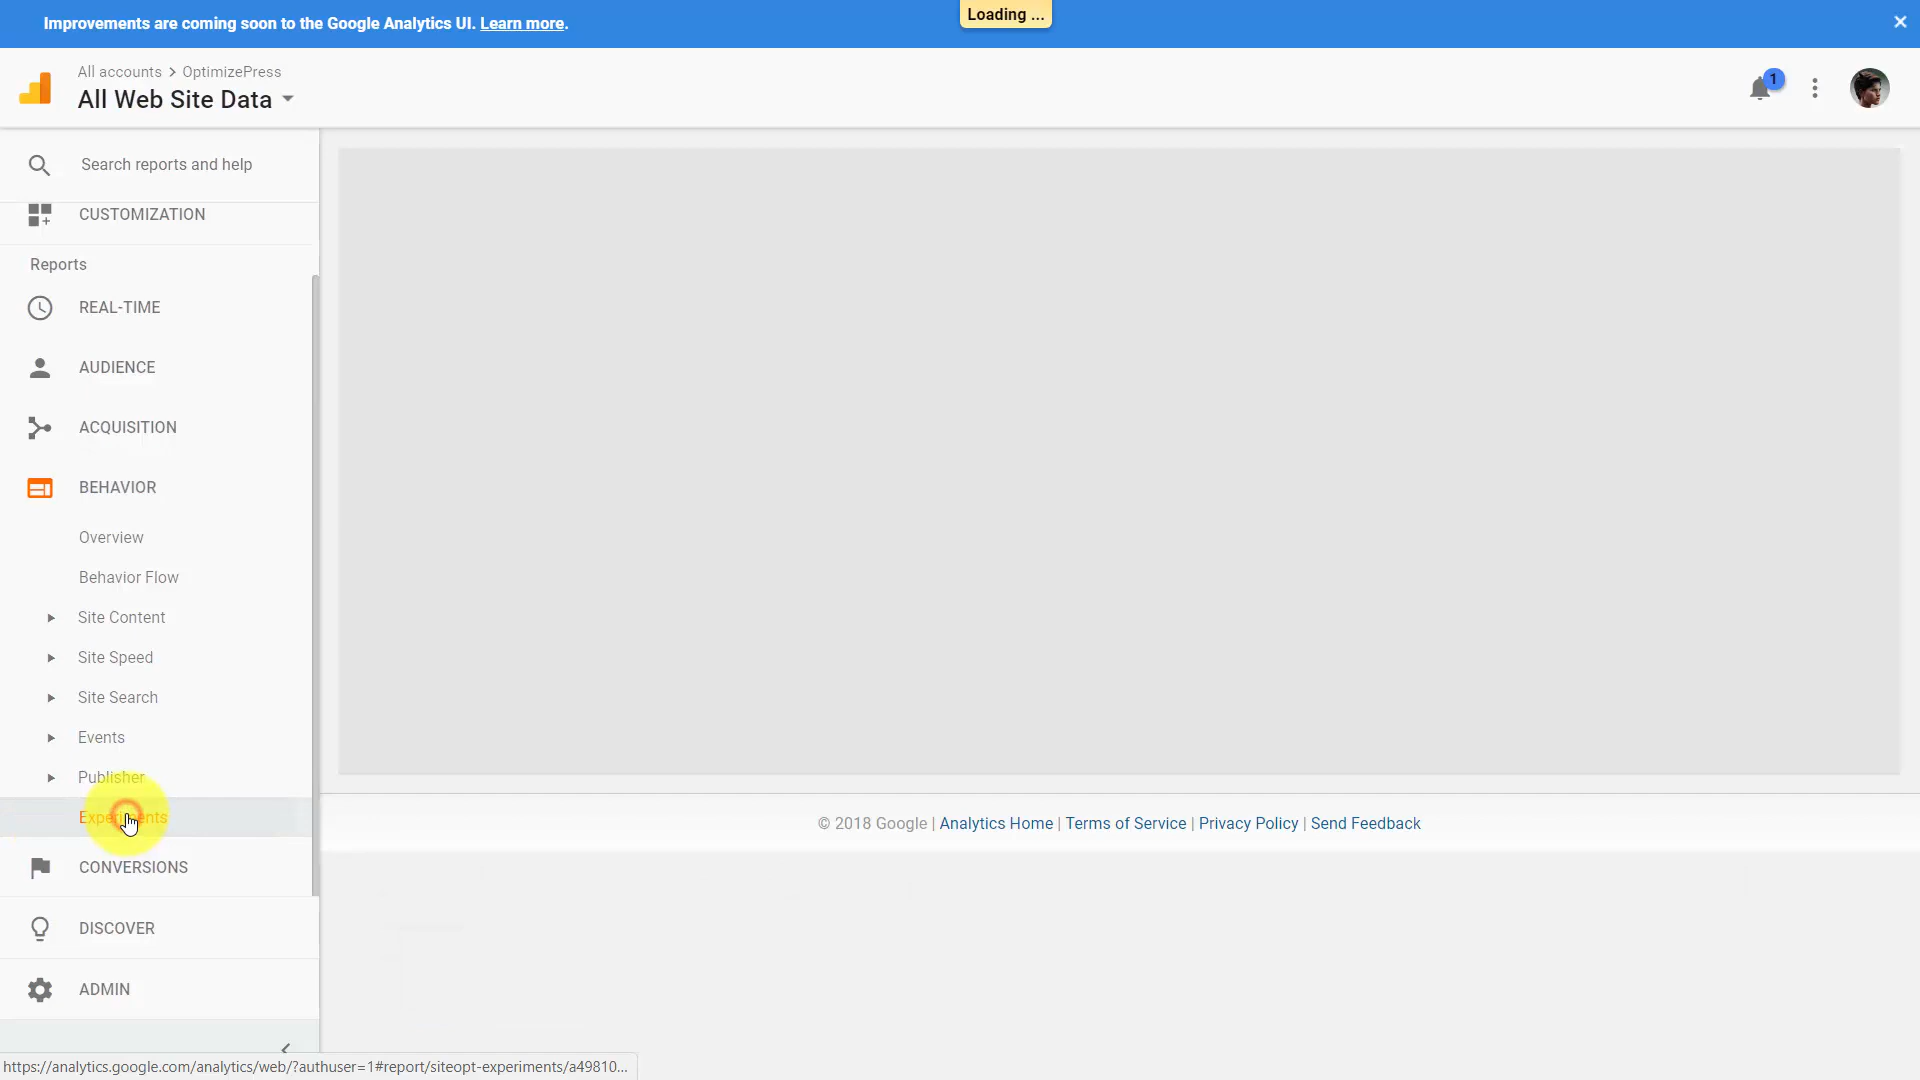 Improvements are coming soon to the Google Analytics UI. Learn more.
Loading ...
All accounts > OptimizePress
All Web Site Data
1
Search reports and help
CUSTOMIZATION
Reports
REAL-TIME
AUDIENCE
ACQUISITION
BEHAVIOR
Overview
Behavior Flow
Site Content
Site Speed
Site Search
Events
Publisher
Experiments
CONVERSIONS
DISCOVER
ADMIN
© 2018 Google | Analytics Home | Terms of Service | Privacy Policy | Send Feedback
https://analytics.google.com/analytics/web/?authuser=1#report/siteopt-experiments/a49810...